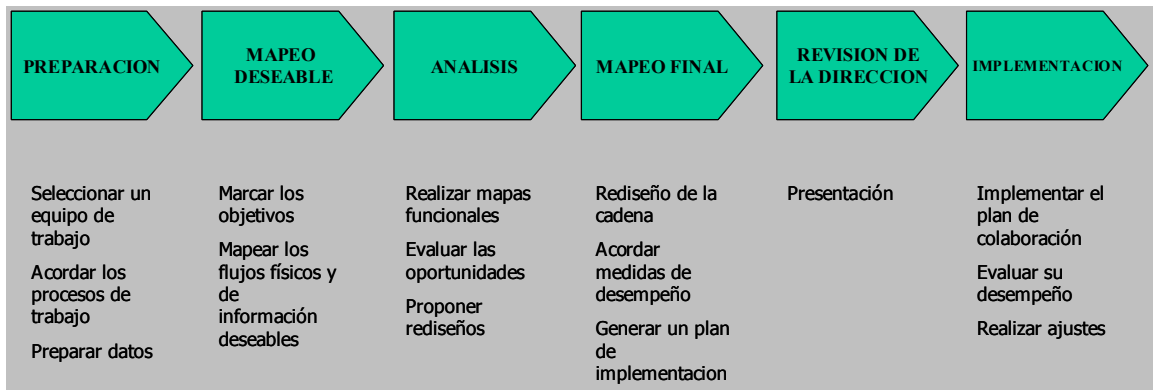 PREPARACION
MAPEO
DESEABLE
ANALISIS
MAPEO FINAL
REVISION DE
LA DIRECCION
IMPLEMENTACION
Seleccionar un
equipo de
trabajo
Acordar los
procesos de
trabajo
Preparar datos
Marcar los
objetivos
Mapear los
flujos físicos y
de
información
deseables
Realizar mapas
funcionales
Evaluar las
oportunidades
Proponer
rediseños
Rediseño de la
cadena
Acordar
medidas de
desempeño
Generar un plan
de
implementacion
Presentación
Implementar el
plan de
colaboración
Evaluar su
desempeño
Realizar ajustes